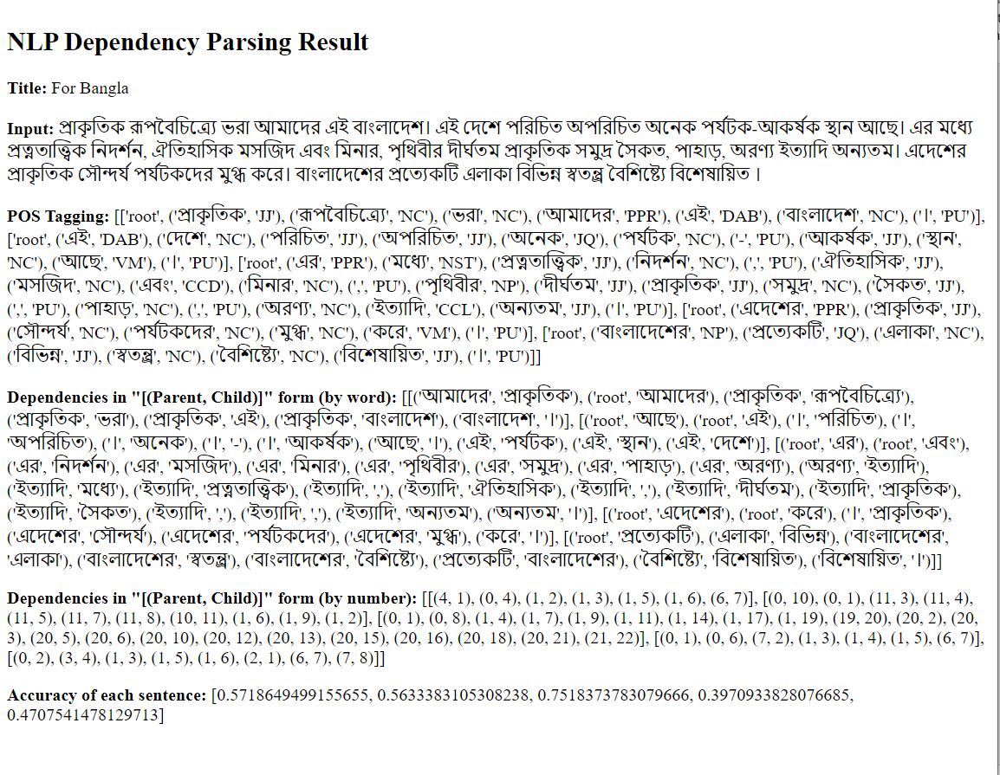 NLP Dependency Parsing Result
Title: For Bangla
Input: প্রাকৃতিক রূপবৈচিত্র্যে ভরা আমাদের এই বাংলাদেশ। এই দেশে পরিচিত অপরিচিত অনেক পর্যটক-আকর্ষক স্থান আছে। এর মধ্যে
প্রত্নতাত্ত্বিক নিদর্শন, ঐতিহাসিক মসজিদ এবং মিনার, পৃথিবীর দীর্ঘতম প্রাকৃতিক সমুদ্র সৈকত, পাহাড়, অরণ্য ইত্যাদি অন্যতম। এদেশের
প্রাকৃতিক সৌন্দর্য পর্যটকদের মুগ্ধ করে। বাংলাদেশের প্রত্যেকটি এলাকা বিভিন্ন স্বতন্ত্র বৈশিষ্ট্যে বিশেষায়িত ।
POS Tagging: [['root', ('প্রাকৃতিক', 'JJ'), ('রূপবৈচিত্র্যে', 'NC'), ('ভরা', 'NC'), ('আমাদের', 'PPR'), ('এই', 'DAB'), ('বাংলাদেশ', 'NC'), ('।', 'PU')],
['root', ('এই', 'DAB'), ('দেশে', 'NC'), ('পরিচিত', 'JJ'), ('অপরিচিত', 'JJ'), ('অনেক', 'JQ'), ('পর্যটক', 'NC'), ('-', 'PU'), ('আকর্ষক', 'JJ'), ('স্থান',
'NC'), ('আছে', 'VM'), ('।', 'PU')], ['root', ('এর', 'PPR'), ('মধ্যে', 'NST'), ('প্রত্নতাত্ত্বিক', 'JJ'), ('নিদর্শন', 'NC'), (',', 'PU'), ('ঐতিহাসিক', 'JJ'),
('মসজিদ', 'NC'), ('এবং', 'CCD'), ('মিনার', 'NC'), (',', 'PU'), ('পৃথিবীর', 'NP'), ('দীর্ঘতম', 'JJ'), ('প্রাকৃতিক', 'JJ'), ('সমুদ্র', 'NC'), ('সৈকত', 'JJ'),
(',', 'PU'), ('পাহাড়', 'NC'), (',', 'PU'), ('অরণ্য', 'NC'), ('ইত্যাদি', 'CCL'), ('অন্যতম', 'JJ'), ('।', 'PU')], ['root', ('এদেশের', 'PPR'), ('প্রাকৃতিক', 'JJ'),
('সৌন্দর্য', 'NC'), ('পর্যটকদের', 'NC'), ('মুগ্ধ', 'NC'), ('করে', 'VM'), ('।', 'PU')], ['root', ('বাংলাদেশের', 'NP'), ('প্রত্যেকটি', 'JQ'), ('এলাকা', 'NC'),
('বিভিন্ন', 'JJ'), ('স্বতন্ত্র', 'NC'), ('বৈশিষ্ট্যে', 'NC'), ('বিশেষায়িত', 'JJ'), ('।', 'PU')]]
Dependencies in "[(Parent, Child)]" form (by word): [[('আমাদের', 'প্রাকৃতিক'), ('root', 'আমাদের'), ('প্রাকৃতিক', 'রূপবৈচিত্র্যে'),
('প্রাকৃতিক', 'ভরা'), ('প্রাকৃতিক', 'এই'), ('প্রাকৃতিক', 'বাংলাদেশ'), ('বাংলাদেশ', '।')], [('root', 'আছে'), ('root', 'এই'), ('।', 'পরিচিত'), ('।',
'অপরিচিত'), ('।', 'অনেক'), ('।', '-'), ('।', 'আকর্ষক'), ('আছে', '।'), ('এই', 'পর্যটক'), ('এই', 'স্থান'), ('এই', 'দেশে')], [('root', 'এর'), ('root', 'এবং'),
('এর', 'নিদর্শন'), ('এর', 'মসজিদ'), ('এর', 'মিনার'), ('এর', 'পৃথিবীর'), ('এর', 'সমুদ্র'), ('এর', 'পাহাড়'), ('এর', 'অরণ্য'), ('অরণ্য', 'ইত্যাদি'),
('ইত্যাদি', 'মধ্যে'), ('ইত্যাদি', 'প্রত্নতাত্ত্বিক'), ('ইত্যাদি', ','), ('ইত্যাদি', 'ঐতিহাসিক'), ('ইত্যাদি', ','), ('ইত্যাদি', 'দীর্ঘতম'), ('ইত্যাদি', 'প্রাকৃতিক'),
('ইত্যাদি', 'সৈকত'), ('ইত্যাদি', ','), ('ইত্যাদি', ','), ('ইত্যাদি', 'অন্যতম'), ('অন্যতম', '।')], [('root', 'এদেশের'), ('root', 'করে'), ('।', 'প্রাকৃতিক'),
('এদেশের', 'সৌন্দর্য'), ('এদেশের', 'পর্যটকদের'), ('এদেশের', 'মুগ্ধ'), ('করে', '।')], [('root', 'প্রত্যেকটি'), ('এলাকা', 'বিভিন্ন'), ('বাংলাদেশের',
'এলাকা'), ('বাংলাদেশের', 'স্বতন্ত্র'), ('বাংলাদেশের', 'বৈশিষ্ট্যে'), ('প্রত্যেকটি', 'বাংলাদেশের'), ('বৈশিষ্ট্যে', 'বিশেষায়িত'), ('বিশেষায়িত', '।')]]
Dependencies in "[(Parent, Child)]" form (by number): [[(4, 1), (0, 4), (1, 2), (1, 3), (1, 5), (1, 6), (6, 7)], [(0, 10), (0, 1), (11, 3), (11, 4),
(11, 5), (11, 7), (11, 8), (10, 11), (1, 6), (1, 9), (1, 2)], [(0, 1), (0, 8), (1, 4), (1, 7), (1, 9), (1, 11), (1, 14), (1, 17), (1, 19), (19, 20), (20, 2), (20,
3), (20, 5), (20, 6), (20, 10), (20, 12), (20, 13), (20, 15), (20, 16), (20, 18), (20, 21), (21, 22)], [(0, 1), (0, 6), (7, 2), (1, 3), (1, 4), (1, 5), (6, 7)],
[(0, 2), (3, 4), (1, 3), (1, 5), (1, 6), (2, 1), (6, 7), (7, 8)]]
Accuracy of each sentence: [0.5718649499155655, 0.5633383105308238, 0.7518373783079666, 0.3970933828076685,
0.4707541478129713]